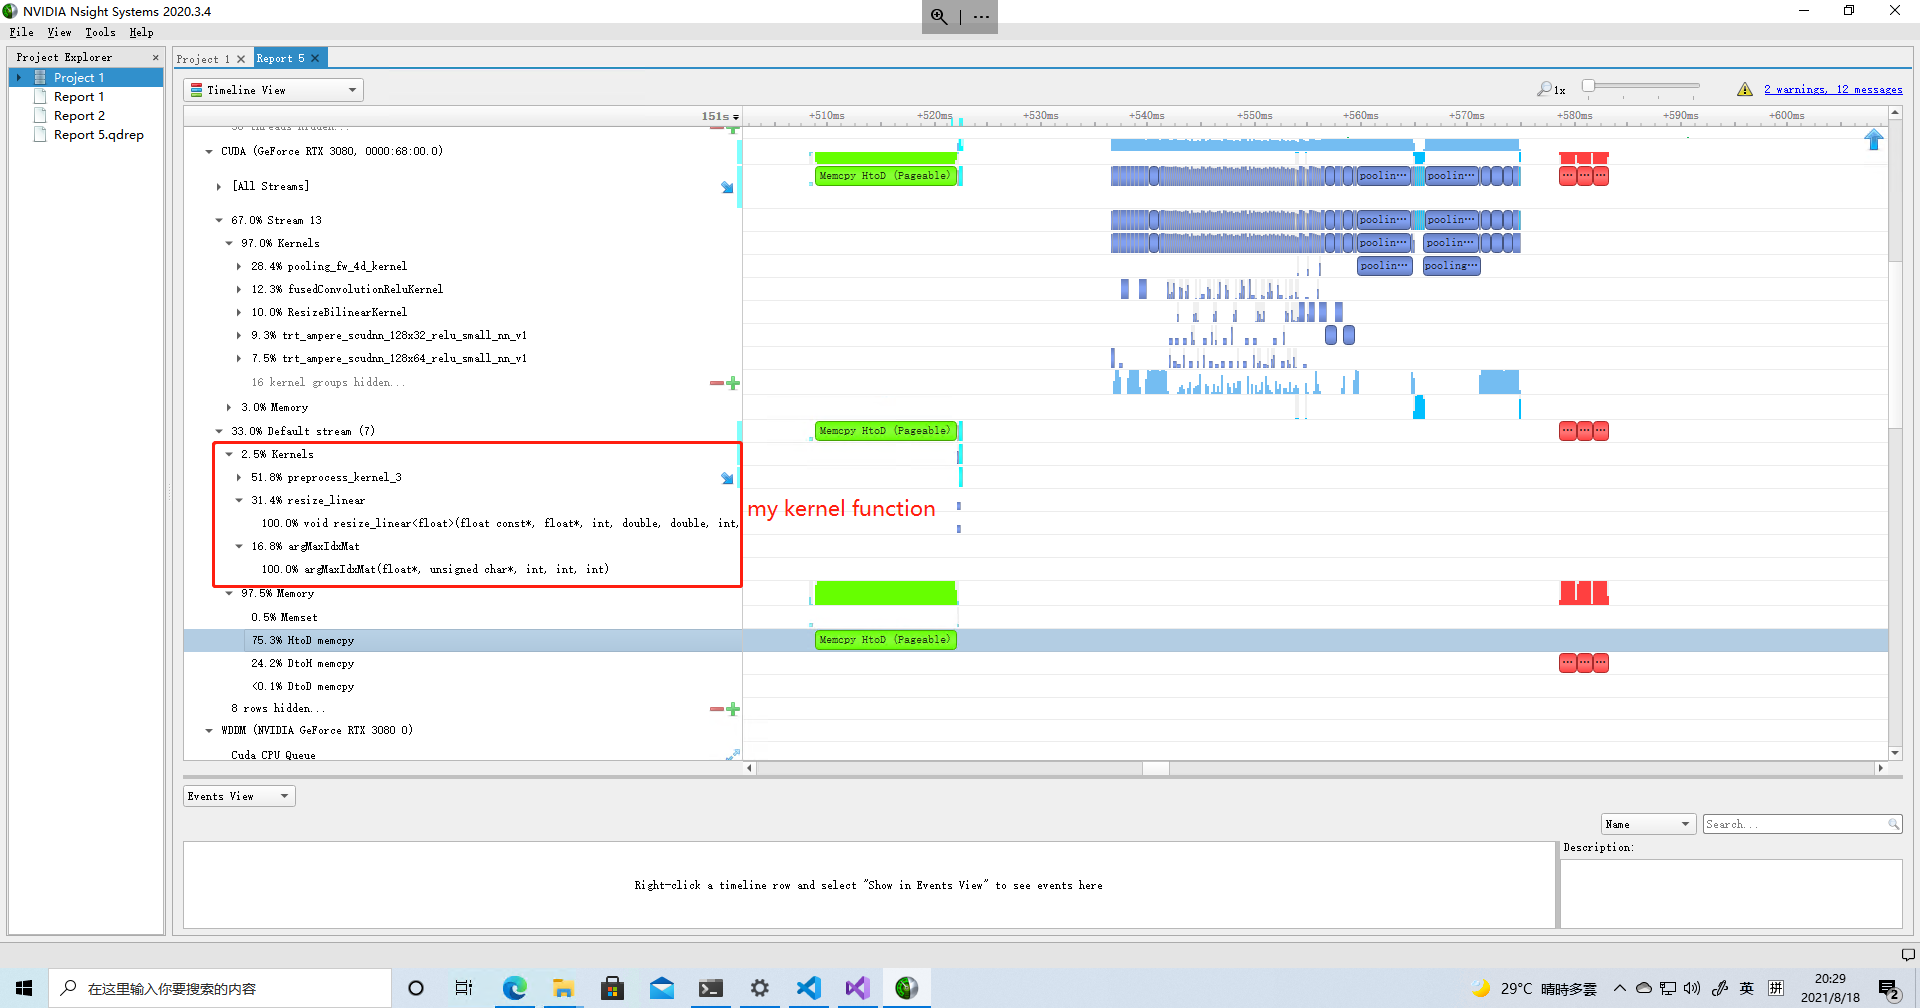 NVIDIA Nsight Systems 2020.3.4
File View Tools Help
Project Explorer
Project 1
Report 1
Report 2
Report 5.qdrep
Project 1
Report 5
Timeline View
1x
2 warnings, 12 messages
151s
+510ms +520ms +530ms +540ms +550ms +560ms +570ms +580ms +590ms +600ms
38 threads hidden...
CUDA (GeForce RTX 3080, 0000:68:00.0)
[All Streams]
Memcpy HtoD (Pageable)
poolin⋯ poolin⋯
⋯ ⋯ ⋯
67.0% Stream 13
poolin⋯ poolin⋯
97.0% Kernels
poolin⋯ poolin⋯
28.4% pooling_fw_4d_kernel
poolin⋯ pooling⋯
12.3% fusedConvolutionReluKernel
10.0% ResizeBilinearKernel
9.3% trt_ampere_scudnn_128x32_relu_small_nn_v1
7.5% trt_ampere_scudnn_128x64_relu_small_nn_v1
16 kernel groups hidden...
3.0% Memory
33.0% Default stream (7)
Memcpy HtoD (Pageable)
⋯ ⋯ ⋯
2.5% Kernels
51.8% preprocess_kernel_3
31.4% resize_linear
my kernel function
100.0% void resize_linear<float>(float const*, float*, int, double, double, int,
16.8% argMaxIdxMat
100.0% argMaxIdxMat(float*, unsigned char*, int, int, int)
97.5% Memory
0.5% Memset
75.3% HtoD memcpy
Memcpy HtoD (Pageable)
24.2% DtoH memcpy
⋯ ⋯ ⋯
<0.1% DtoD memcpy
8 rows hidden...
WDDM (NVIDIA GeForce RTX 3080 0)
Cuda CPU Queue
Events View
Name
Search...
Description:
Right-click a timeline row and select "Show in Events View" to see events here
在这里输入你要搜索的内容
29°C 晴時多雲
英
拼
20:29
2021/8/18
2